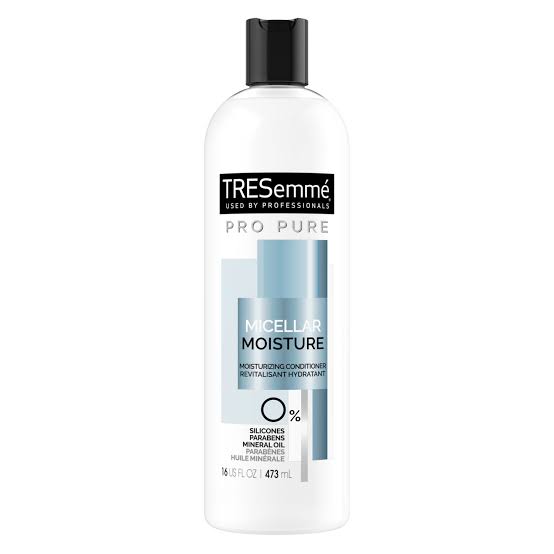 TRESemmé
USED BY PROFESSIONALS
PRO PURE
MICELLAR
MOISTURE
MOISTURIZING CONDITIONER
REVITALISANT HYDRATANT
0%
SILICONES
PARABENS
MINERAL OIL
PARABÈNES
HUILE MINÉRALE
16 US FL OZ | 473 mL